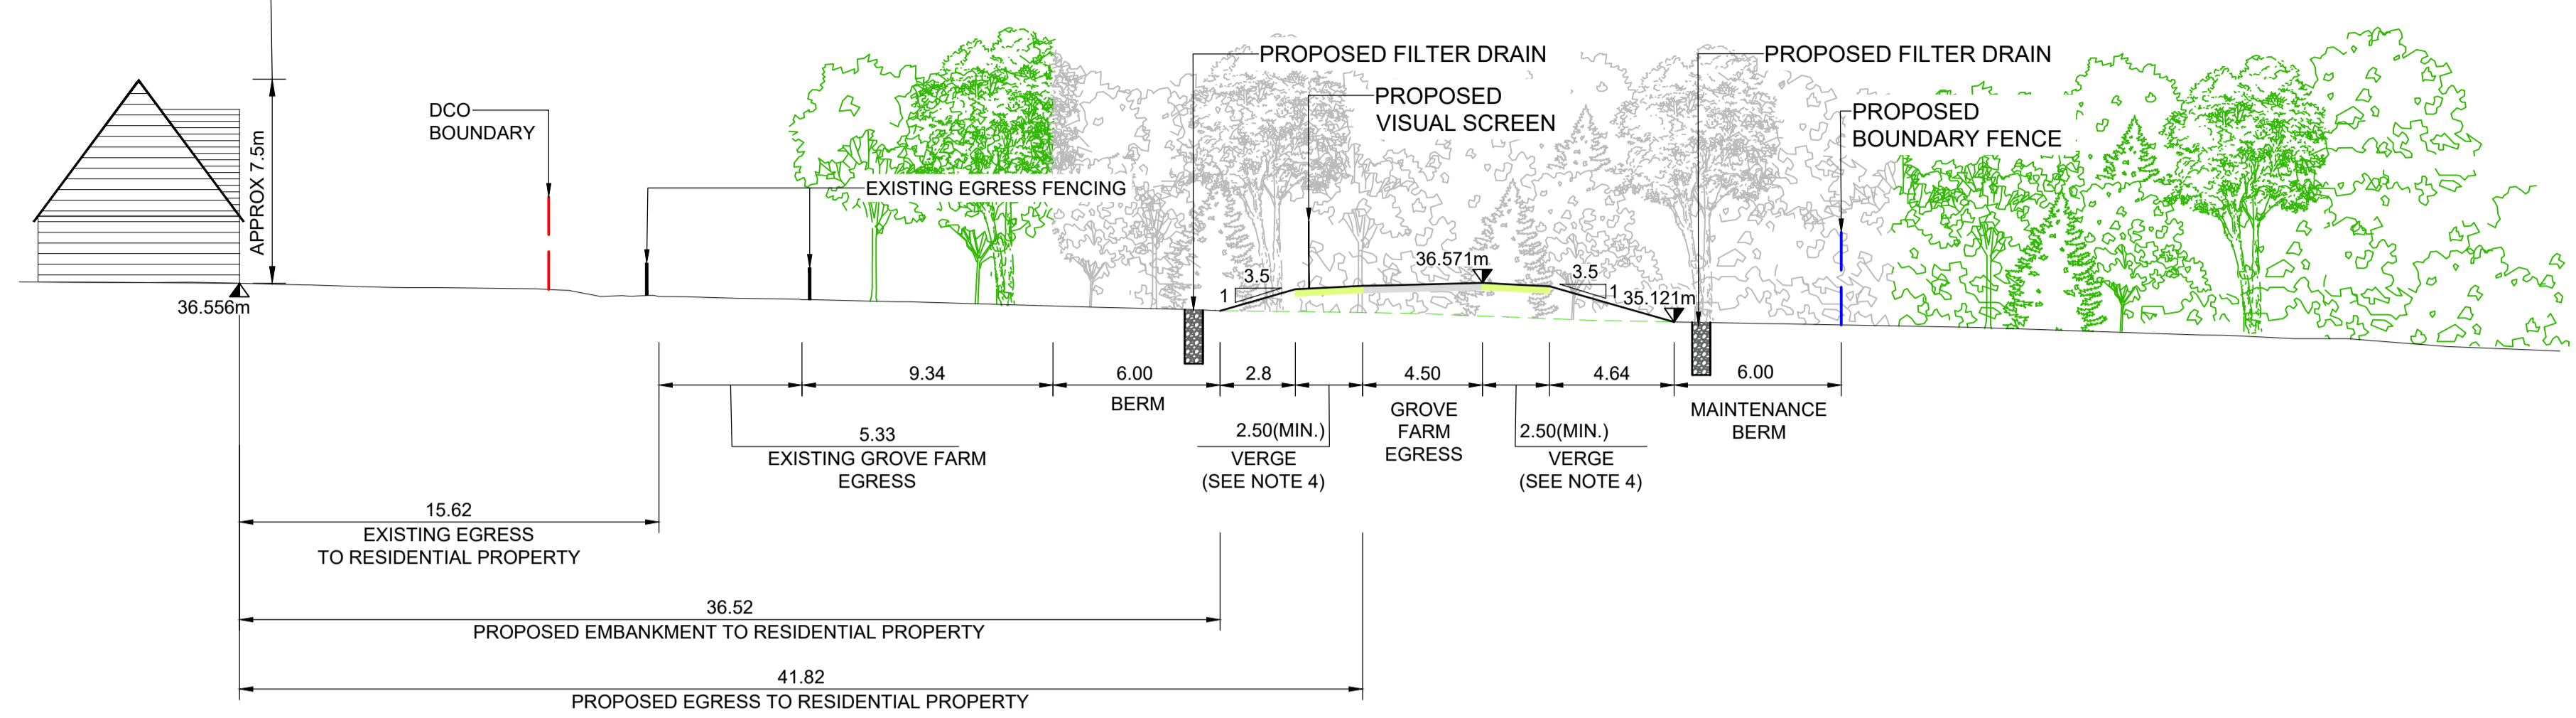 PROPOSED FILTER DRAIN
PROPOSED FILTER DRAIN
PROPOSED
VISUAL SCREEN
DCO
BOUNDARY
PROPOSED
BOUNDARY FENCE
APPROX 7.5m
EXISTING EGRESS FENCING
36.571m
3.5
1
3.5
1
35.121m
36.556m
9.34
6.00
2.8
4.50
4.64
6.00
BERM
GROVE
FARM
EGRESS
MAINTENANCE
BERM
5.33
EXISTING GROVE FARM
EGRESS
2.50(MIN.)
VERGE
(SEE NOTE 4)
2.50(MIN.)
VERGE
(SEE NOTE 4)
15.62
EXISTING EGRESS
TO RESIDENTIAL PROPERTY
36.52
PROPOSED EMBANKMENT TO RESIDENTIAL PROPERTY
41.82
PROPOSED EGRESS TO RESIDENTIAL PROPERTY